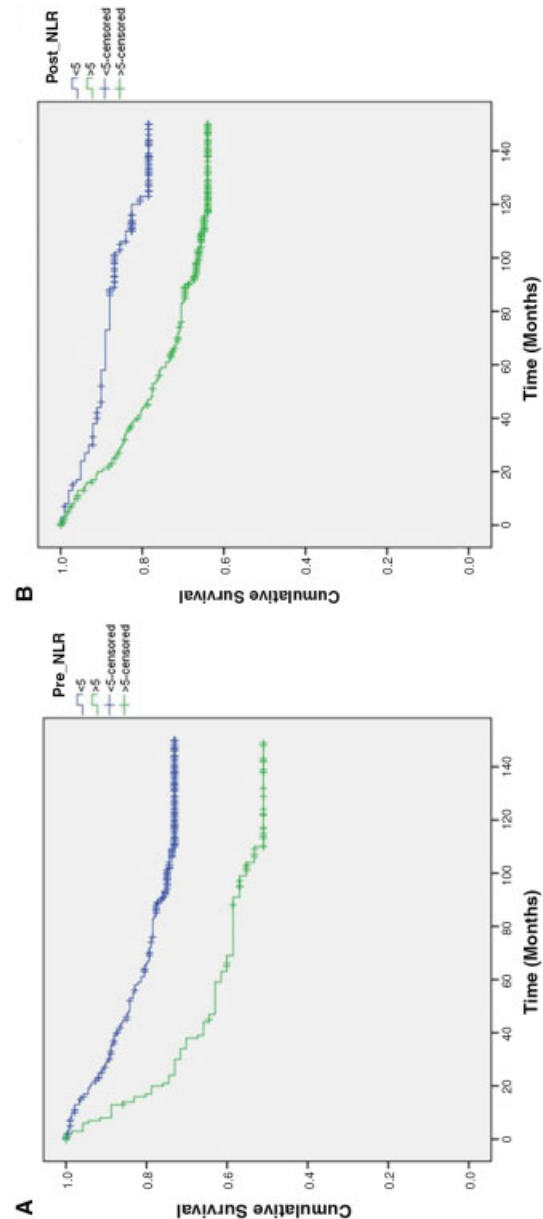 A
Pre_NLR
<5
>5
<5-censored
>5-censored
Cumulative Survival
1.0
0.8
0.6
0.4
0.2
0.0
0
20
40
60
80
100
120
140
Time (Months)
B
Post_NLR
<5
>5
<5-censored
>5-censored
Cumulative Survival
1.0
0.8
0.6
0.4
0.2
0.0
0
20
40
60
80
100
120
140
Time (Months)